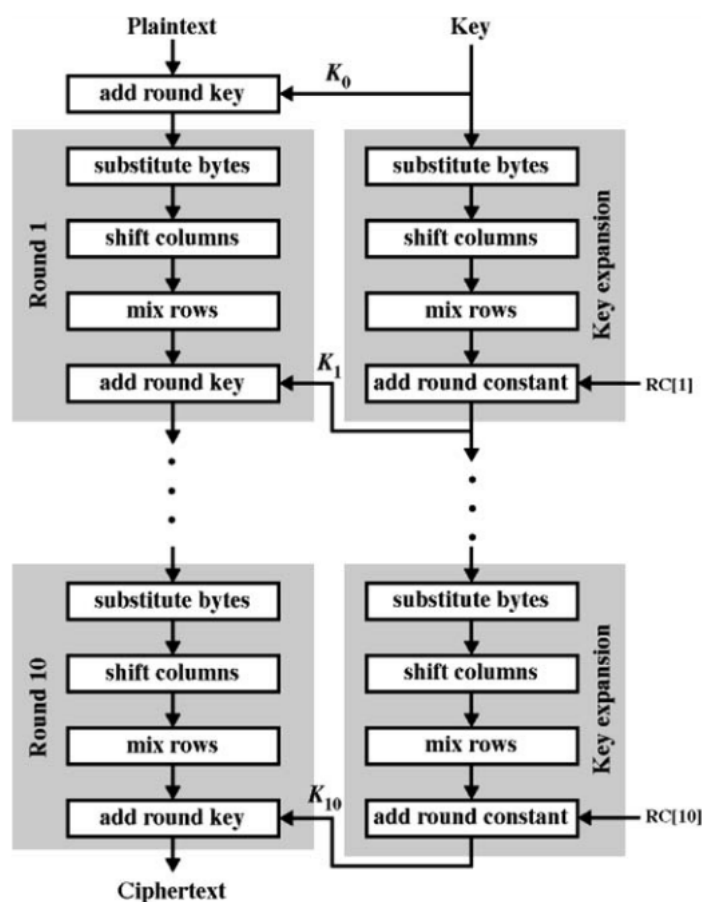 Plaintext
Key
K0
add round key
Round 1
substitute bytes
shift columns
mix rows
add round key
substitute bytes
shift columns
mix rows
add round constant
Key expansion
K1
RC[1]
Round 10
substitute bytes
shift columns
mix rows
add round key
substitute bytes
shift columns
mix rows
add round constant
Key expansion
K10
RC[10]
Ciphertext